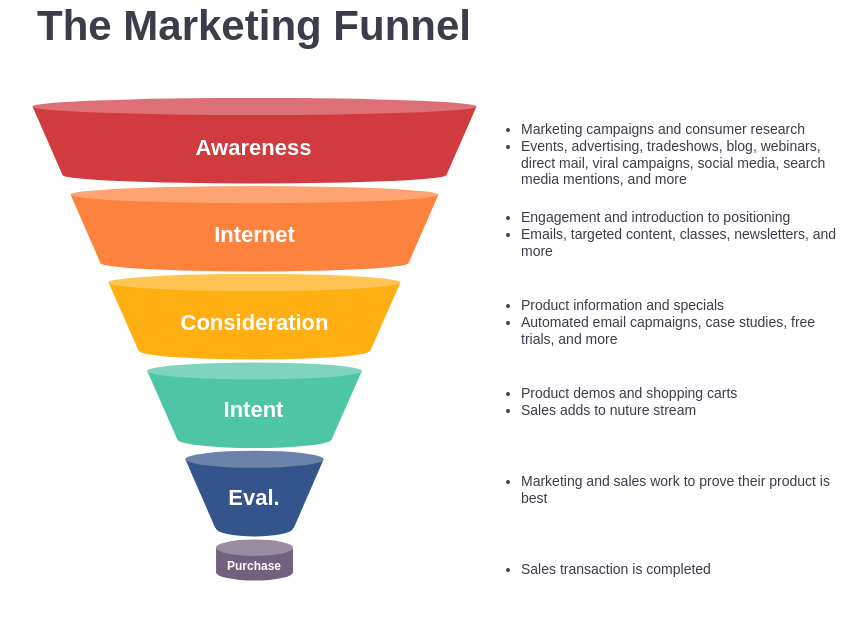 The Marketing Funnel
Awareness
Marketing campaigns and consumer research
Events, advertising, tradeshows, blog, webinars,
direct mail, viral campaigns, social media, search
media mentions, and more
Internet
Engagement and introduction to positioning
Emails, targeted content, classes, newsletters, and
more
Consideration
Product information and specials
Automated email capmaigns, case studies, free
trials, and more
Intent
Product demos and shopping carts
Sales adds to nuture stream
Eval.
Marketing and sales work to prove their product is
best
Purchase
Sales transaction is completed